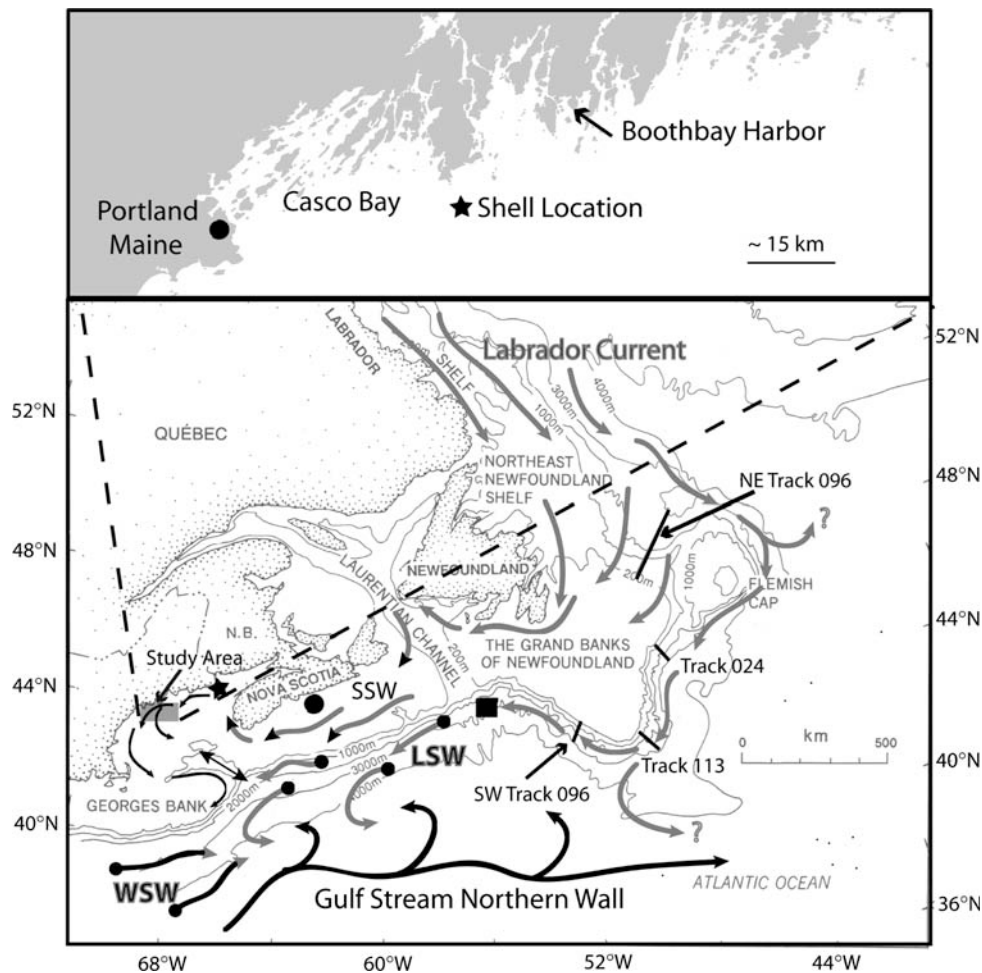 Boothbay Harbor
Portland
Maine
Casco Bay
Shell Location
~ 15 km
52°N
LABRADOR
SHELF
200m
Labrador Current
4000m
3000m
1000m
52°N
QUÉBEC
NORTHEAST
NEWFOUNDLAND
SHELF
NE Track 096
48°N
?
48°N
LAURENTIAN CHANNEL
NEWFOUNDLAND
200m
1000m
FLEMISH
CAP
44°N
N.B.
Study Area
THE GRAND BANKS
OF NEWFOUNDLAND
Track 024
44°N
NOVA SCOTIA
SSW
200m
0 km 500
1000m
LSW
3000m
2000m
Track 113
40°N
GEORGES BANK
SW Track 096
40°N
?
WSW
Gulf Stream Northern Wall
ATLANTIC OCEAN
36°N
68°W 60°W 52°W 44°W